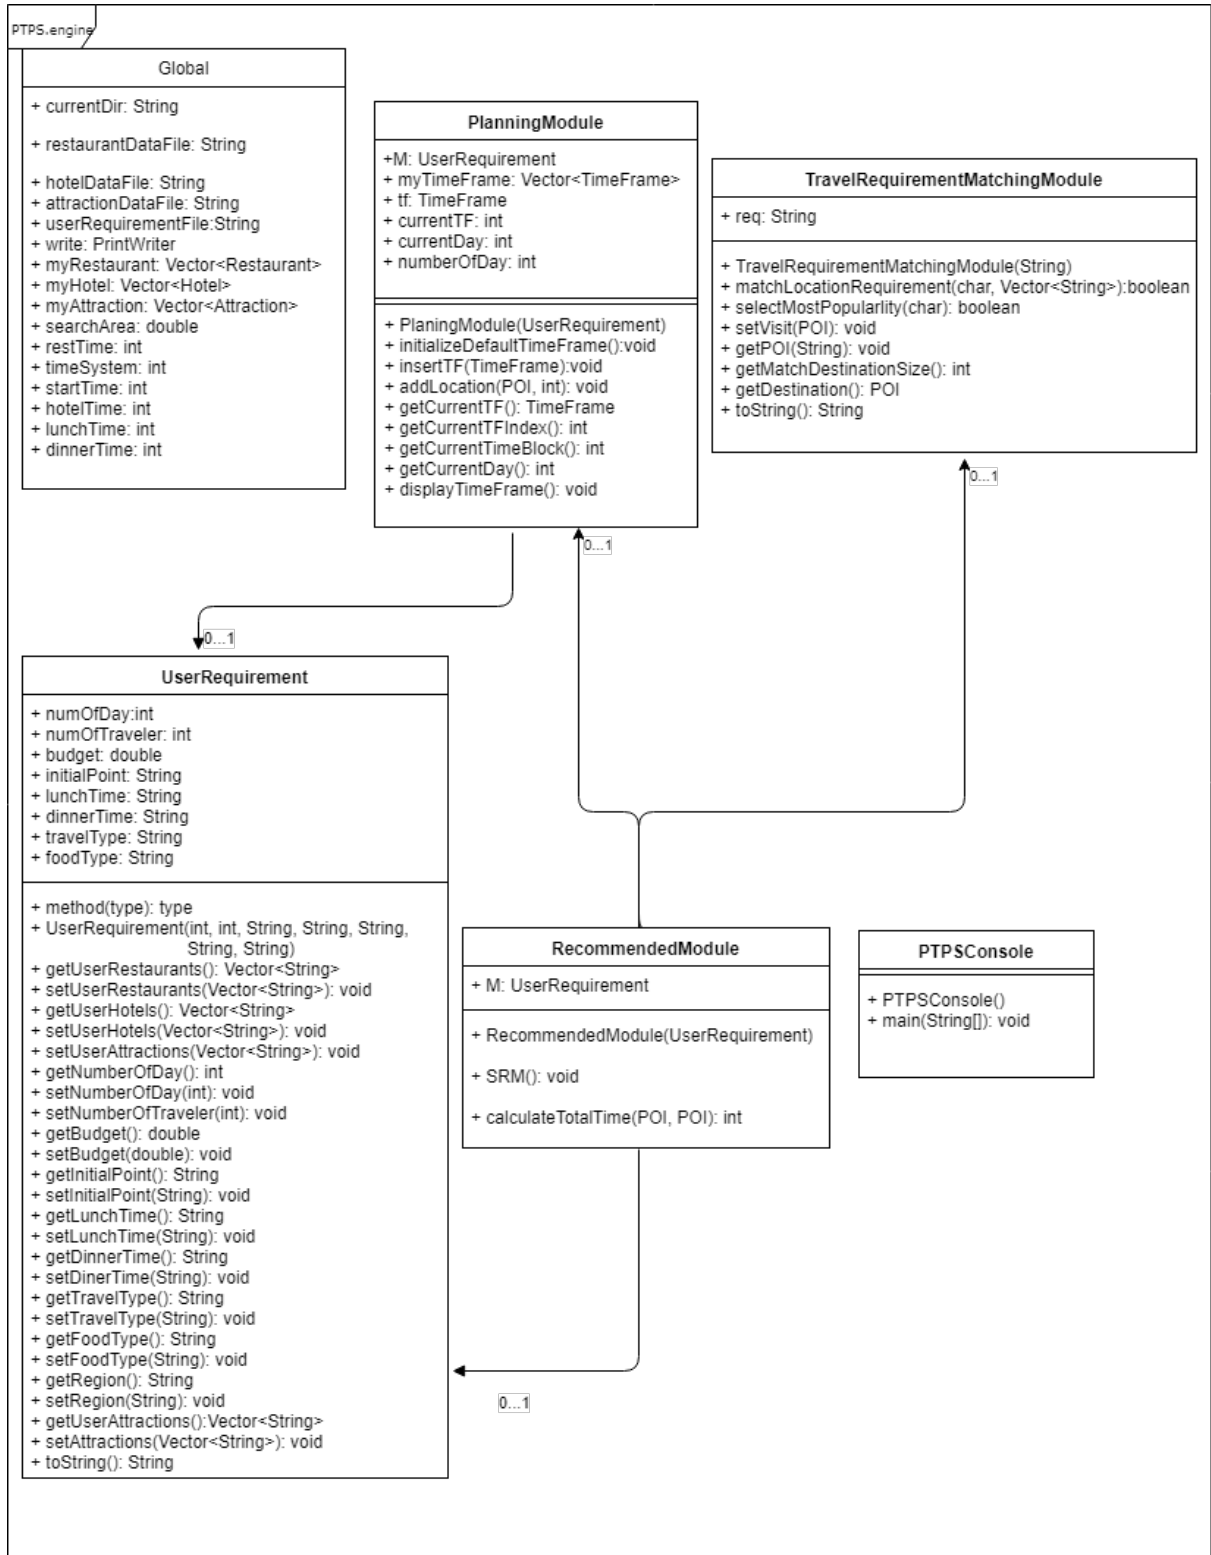 PTPS.engine
Global
+ currentDir: String
+ restaurantDataFile: String
+ hotelDataFile: String
+ attractionDataFile: String
+ userRequirementFile:String
+ write: PrintWriter
+ myRestaurant: Vector<Restaurant>
+ myHotel: Vector<Hotel>
+ myAttraction: Vector<Attraction>
+ searchArea: double
+ restTime: int
+ timeSystem: int
+ startTime: int
+ hotelTime: int
+ lunchTime: int
+ dinnerTime: int
PlanningModule
+M: UserRequirement
+ myTimeFrame: Vector<TimeFrame>
+ tf: TimeFrame
+ currentTF: int
+ currentDay: int
+ numberOfDay: int
+ PlaningModule(UserRequirement)
+ initializeDefaultTimeFrame():void
+ insertTF(TimeFrame):void
+ addLocation(POI, int): void
+ getCurrentTF(): TimeFrame
+ getCurrentTFIndex(): int
+ getCurrentTimeBlock(): int
+ getCurrentDay(): int
+ displayTimeFrame(): void
TravelRequirementMatchingModule
+ req: String
+ TravelRequirementMatchingModule(String)
+ matchLocationRequirement(char, Vector<String>):boolean
+ selectMostPopularlity(char): boolean
+ setVisit(POI): void
+ getPOI(String): void
+ getMatchDestinationSize(): int
+ getDestination(): POI
+ toString(): String
0...1
0...1
0...1
UserRequirement
+ numOfDay:int
+ numOfTraveler: int
+ budget: double
+ initialPoint: String
+ lunchTime: String
+ dinnerTime: String
+ travelType: String
+ foodType: String
+ method(type): type
+ UserRequirement(int, int, String, String, String,
String, String)
+ getUserRestaurants(): Vector<String>
+ setUserRestaurants(Vector<String>): void
+ getUserHotels(): Vector<String>
+ setUserHotels(Vector<String>): void
+ setUserAttractions(Vector<String>): void
+ getNumberOfDay(): int
+ setNumberOfDay(int): void
+ setNumberOfTraveler(int): void
+ getBudget(): double
+ setBudget(double): void
+ getInitialPoint(): String
+ setInitialPoint(String): void
+ getLunchTime(): String
+ setLunchTime(String): void
+ getDinnerTime(): String
+ setDinerTime(String): void
+ getTravelType(): String
+ setTravelType(String): void
+ getFoodType(): String
+ setFoodType(String): void
+ getRegion(): String
+ setRegion(String): void
+ getUserAttractions():Vector<String>
+ setAttractions(Vector<String>): void
+ toString(): String
RecommendedModule
+ M: UserRequirement
+ RecommendedModule(UserRequirement)
+ SRM(): void
+ calculateTotalTime(POI, POI): int
PTPSConsole
+ PTPSConsole()
+ main(String[]): void
0...1